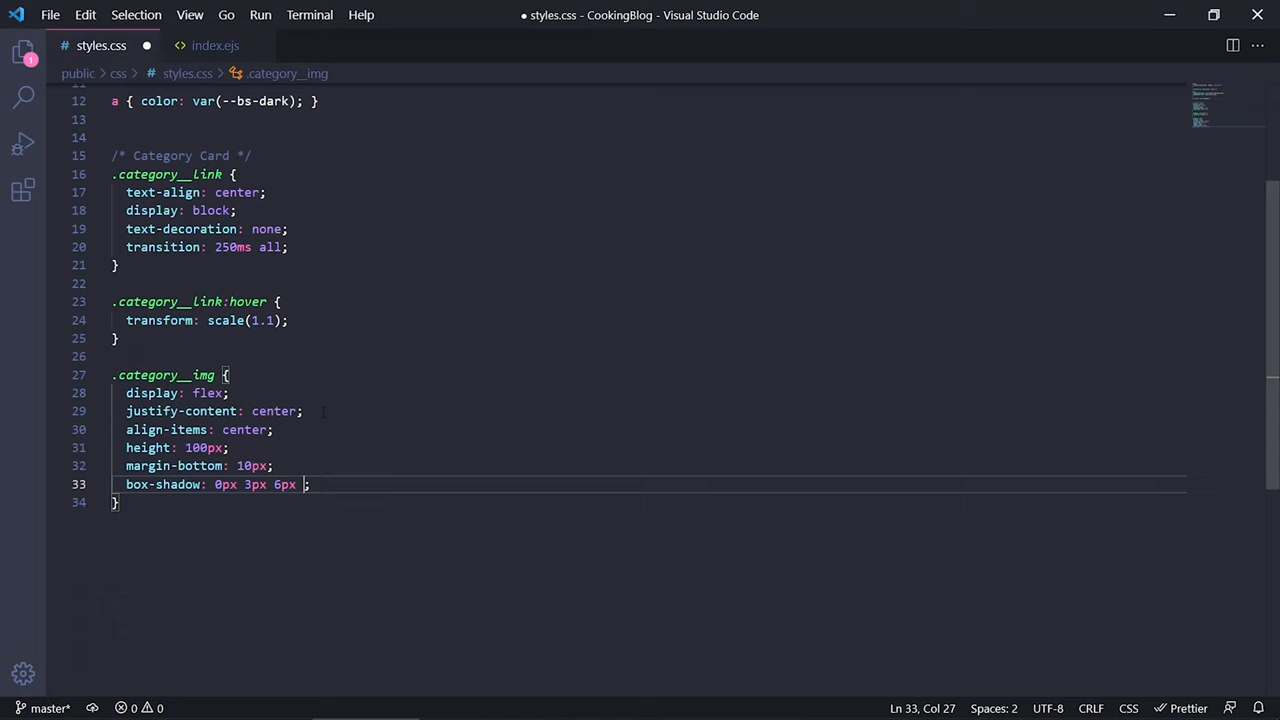 File Edit Selection View Go Run Terminal Help
● styles.css - CookingBlog - Visual Studio Code
# styles.css ●
<> index.ejs
public > css > # styles.css > .category__img
12 a { color: var(--bs-dark); }
13
14
15 /* Category Card */
16 .category__link {
17 text-align: center;
18 display: block;
19 text-decoration: none;
20 transition: 250ms all;
21 }
22
23 .category__link:hover {
24 transform: scale(1.1);
25 }
26
27 .category__img {
28 display: flex;
29 justify-content: center;
30 align-items: center;
31 height: 100px;
32 margin-bottom: 10px;
33 box-shadow: 0px 3px 6px ;
34 }
1
master* 0 0 Ln 33, Col 27 Spaces: 2 UTF-8 CRLF CSS Prettier